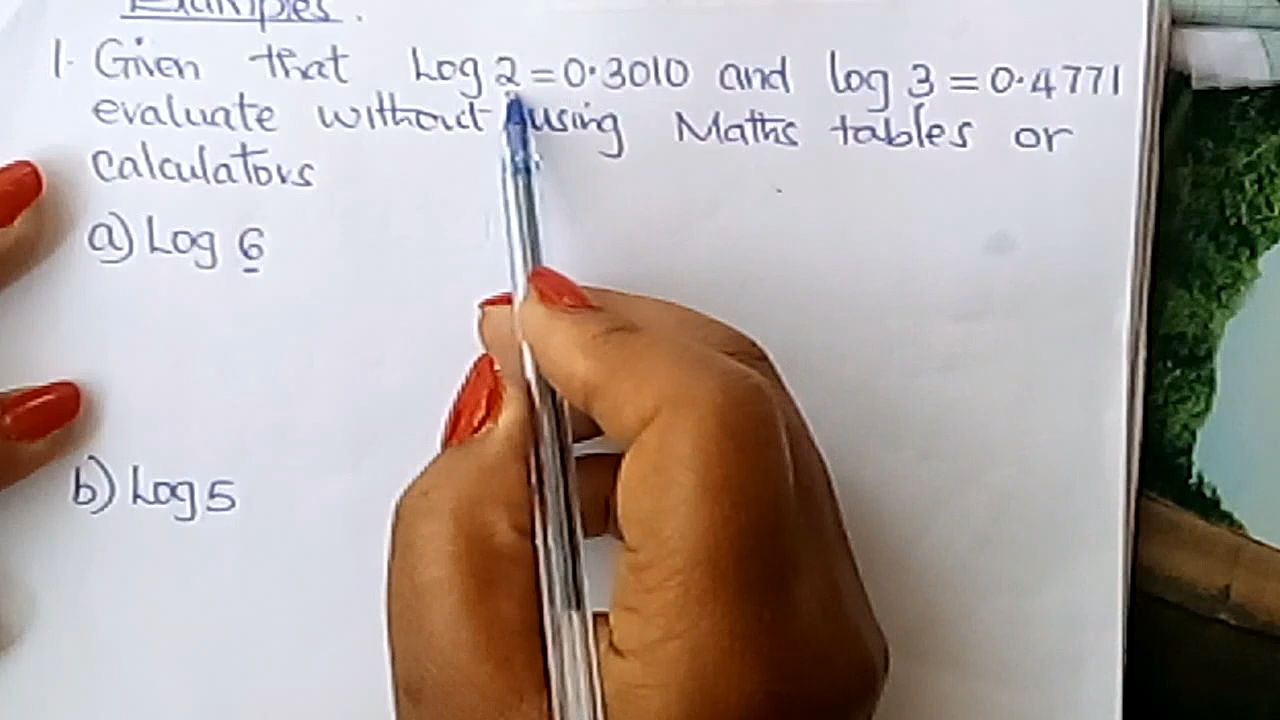 Examples.
1. Given that Log 2 = 0.3010 and log 3 = 0.4771
evaluate without using Maths tables or
calculators
a) Log 6
b) Log 5